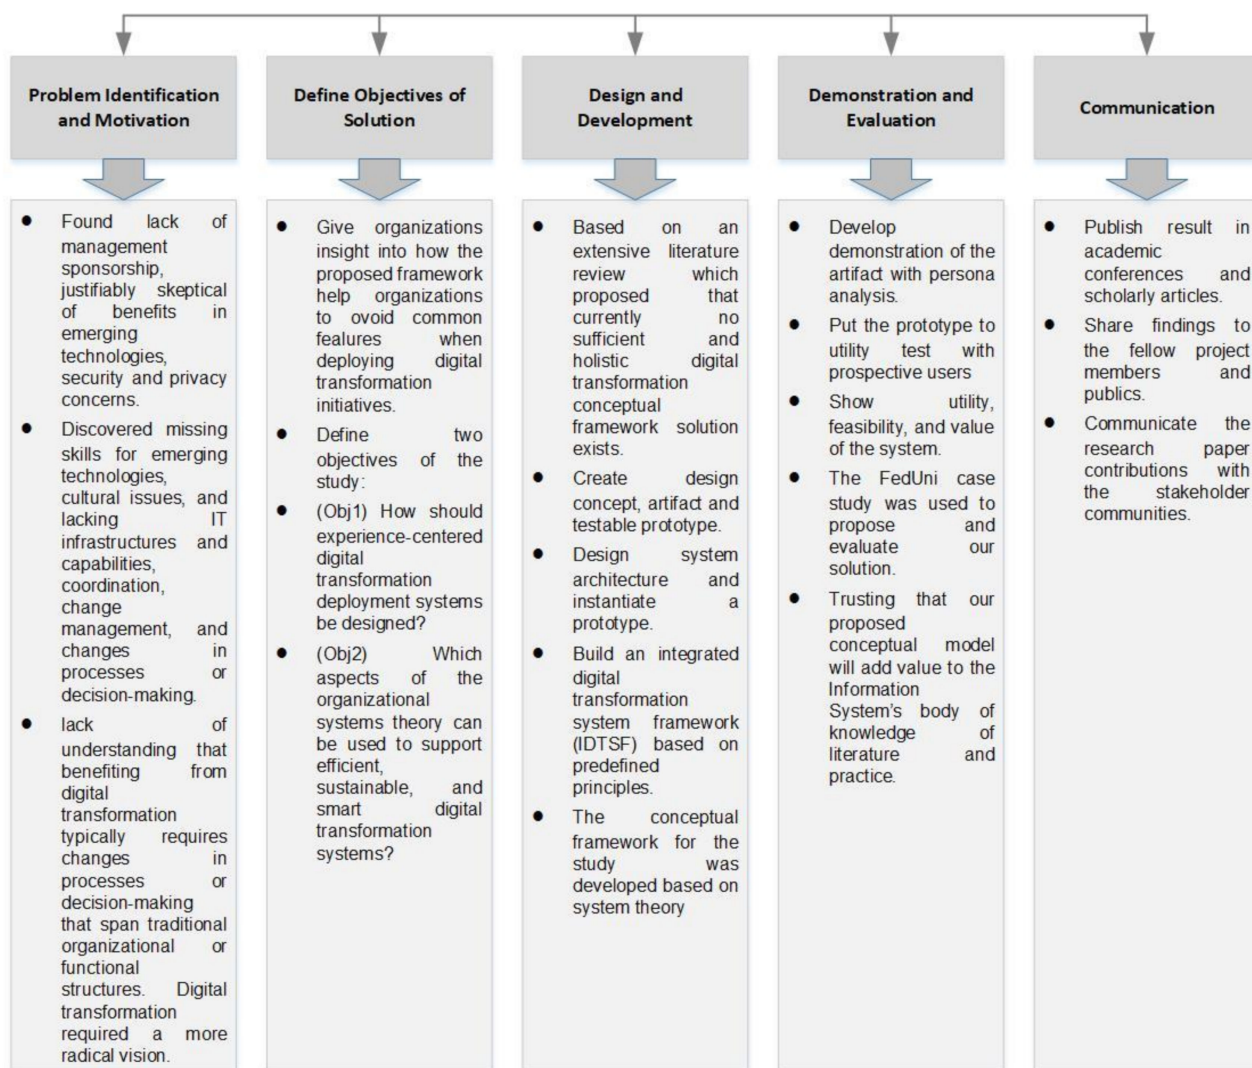 Problem Identification
and Motivation
Define Objectives of
Solution
Design and
Development
Demonstration and
Evaluation
Communication
● Found lack of
management
sponsorship,
justifiably skeptical
of benefits in
emerging
technologies,
security and privacy
concerns.
● Discovered missing
skills for emerging
technologies,
cultural issues, and
lacking IT
infrastructures and
capabilities,
coordination,
change
management, and
changes in
processes or
decision-making.
● lack of
understanding that
benefiting from
digital
transformation
typically requires
changes in
processes or
decision-making
that span traditional
organizational or
functional
structures. Digital
transformation
required a more
radical vision.
● Give organizations
insight into how the
proposed framework
help organizations
to ovoid common
features when
deploying digital
transformation
initiatives.
● Define two
objectives of the
study:
● (Obj1) How should
experience-centered
digital
transformation
deployment systems
be designed?
● (Obj2) Which
aspects of the
organizational
systems theory can
be used to support
efficient,
sustainable, and
smart digital
transformation
systems?
● Based on an
extensive literature
review which
proposed that
currently no
sufficient and
holistic digital
transformation
conceptual
framework solution
exists.
● Create design
concept, artifact and
testable prototype.
● Design system
architecture and
instantiate a
prototype.
● Build an integrated
digital
transformation
system framework
(IDTSF) based on
predefined
principles.
● The conceptual
framework for the
study was
developed based on
system theory
● Develop
demonstration of the
artifact with persona
analysis.
● Put the prototype to
utility test with
prospective users
● Show utility,
feasibility, and value
of the system.
● The FedUni case
study was used to
propose and
evaluate our
solution.
● Trusting that our
proposed
conceptual model
will add value to the
Information
System's body of
knowledge of
literature and
practice.
● Publish result in
academic
conferences and
scholarly articles.
● Share findings to
the fellow project
members and
publics.
● Communicate the
research paper
contributions with
the stakeholder
communities.